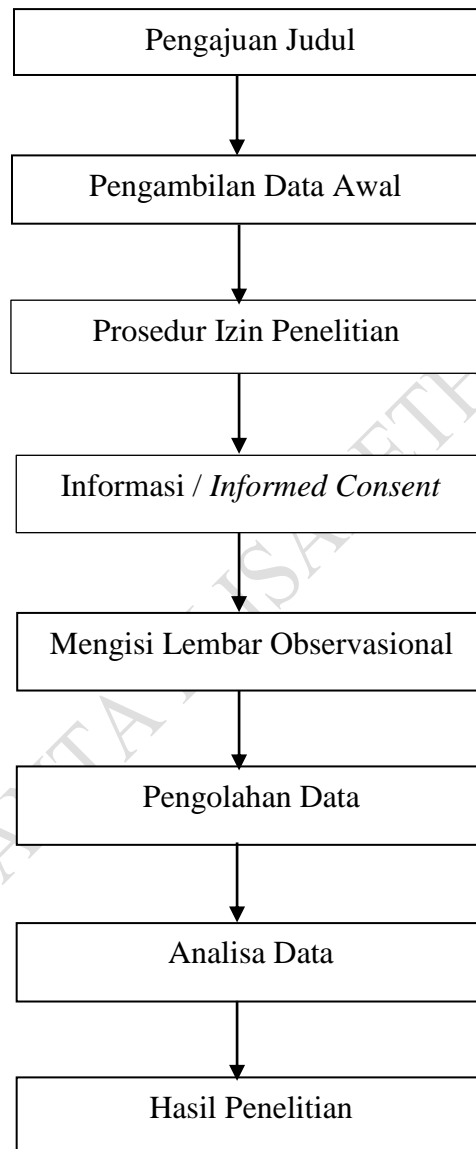 Pengajuan Judul
Pengambilan Data Awal
Prosedur Izin Penelitian
Informasi / Informed Consent
Mengisi Lembar Observasional
Pengolahan Data
Analisa Data
Hasil Penelitian